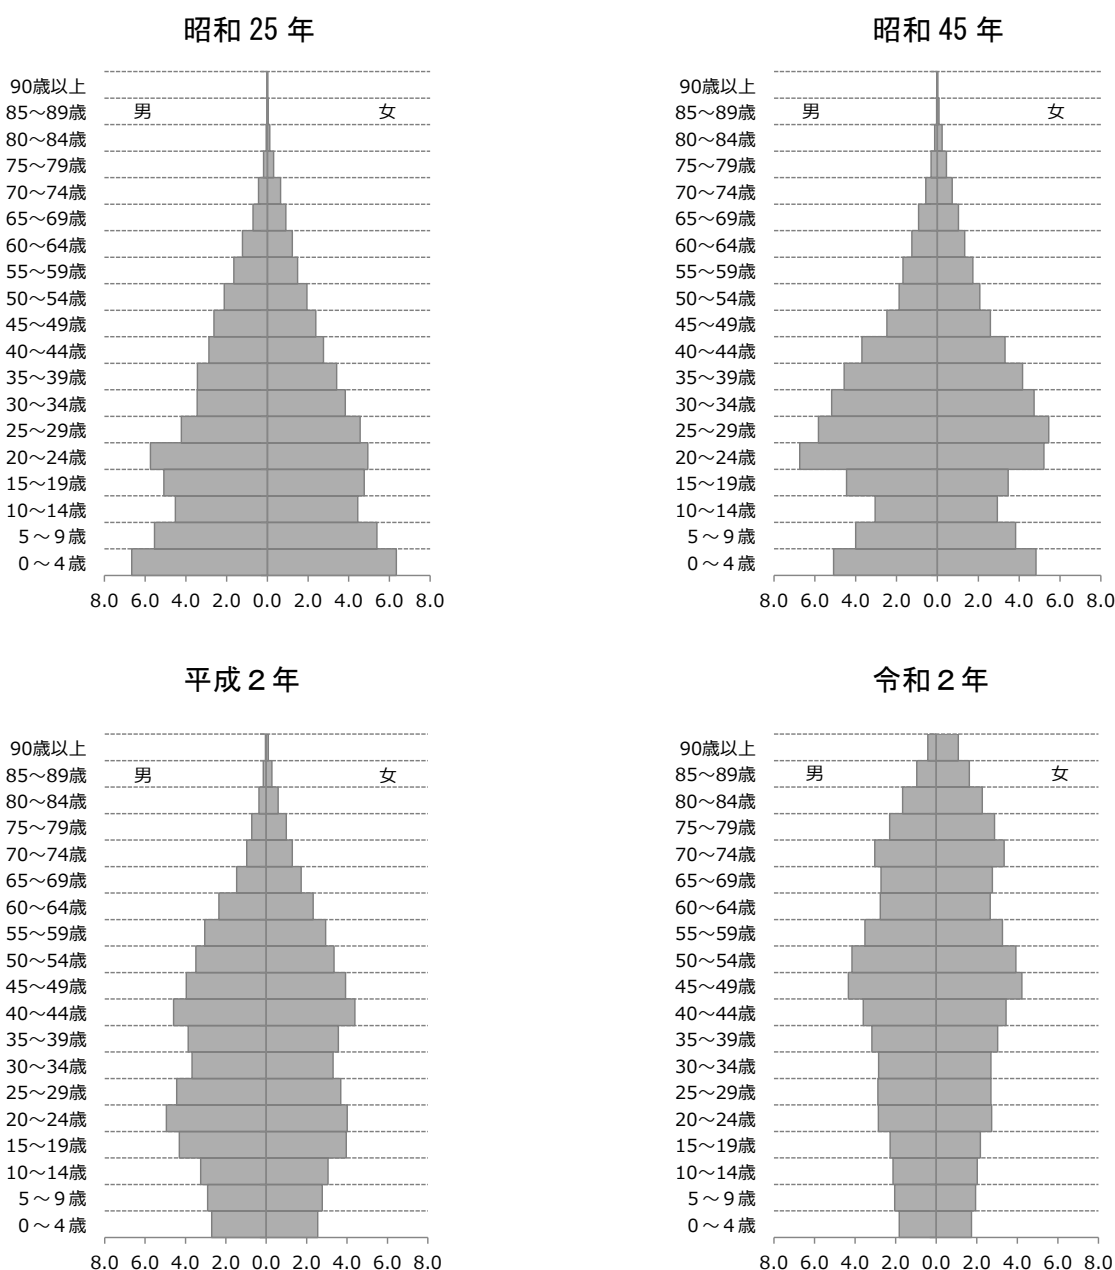 昭和 25 年
90歳以上
85～89歳 男 女
80～84歳
75～79歳
70～74歳
65～69歳
60～64歳
55～59歳
50～54歳
45～49歳
40～44歳
35～39歳
30～34歳
25～29歳
20～24歳
15～19歳
10～14歳
5～9歳
0～4歳
8.0 6.0 4.0 2.0 0.0 2.0 4.0 6.0 8.0
昭和 45 年
90歳以上
85～89歳 男 女
80～84歳
75～79歳
70～74歳
65～69歳
60～64歳
55～59歳
50～54歳
45～49歳
40～44歳
35～39歳
30～34歳
25～29歳
20～24歳
15～19歳
10～14歳
5～9歳
0～4歳
8.0 6.0 4.0 2.0 0.0 2.0 4.0 6.0 8.0
平成２年
90歳以上
85～89歳 男 女
80～84歳
75～79歳
70～74歳
65～69歳
60～64歳
55～59歳
50～54歳
45～49歳
40～44歳
35～39歳
30～34歳
25～29歳
20～24歳
15～19歳
10～14歳
5～9歳
0～4歳
8.0 6.0 4.0 2.0 0.0 2.0 4.0 6.0 8.0
令和２年
90歳以上
85～89歳 男 女
80～84歳
75～79歳
70～74歳
65～69歳
60～64歳
55～59歳
50～54歳
45～49歳
40～44歳
35～39歳
30～34歳
25～29歳
20～24歳
15～19歳
10～14歳
5～9歳
0～4歳
8.0 6.0 4.0 2.0 0.0 2.0 4.0 6.0 8.0